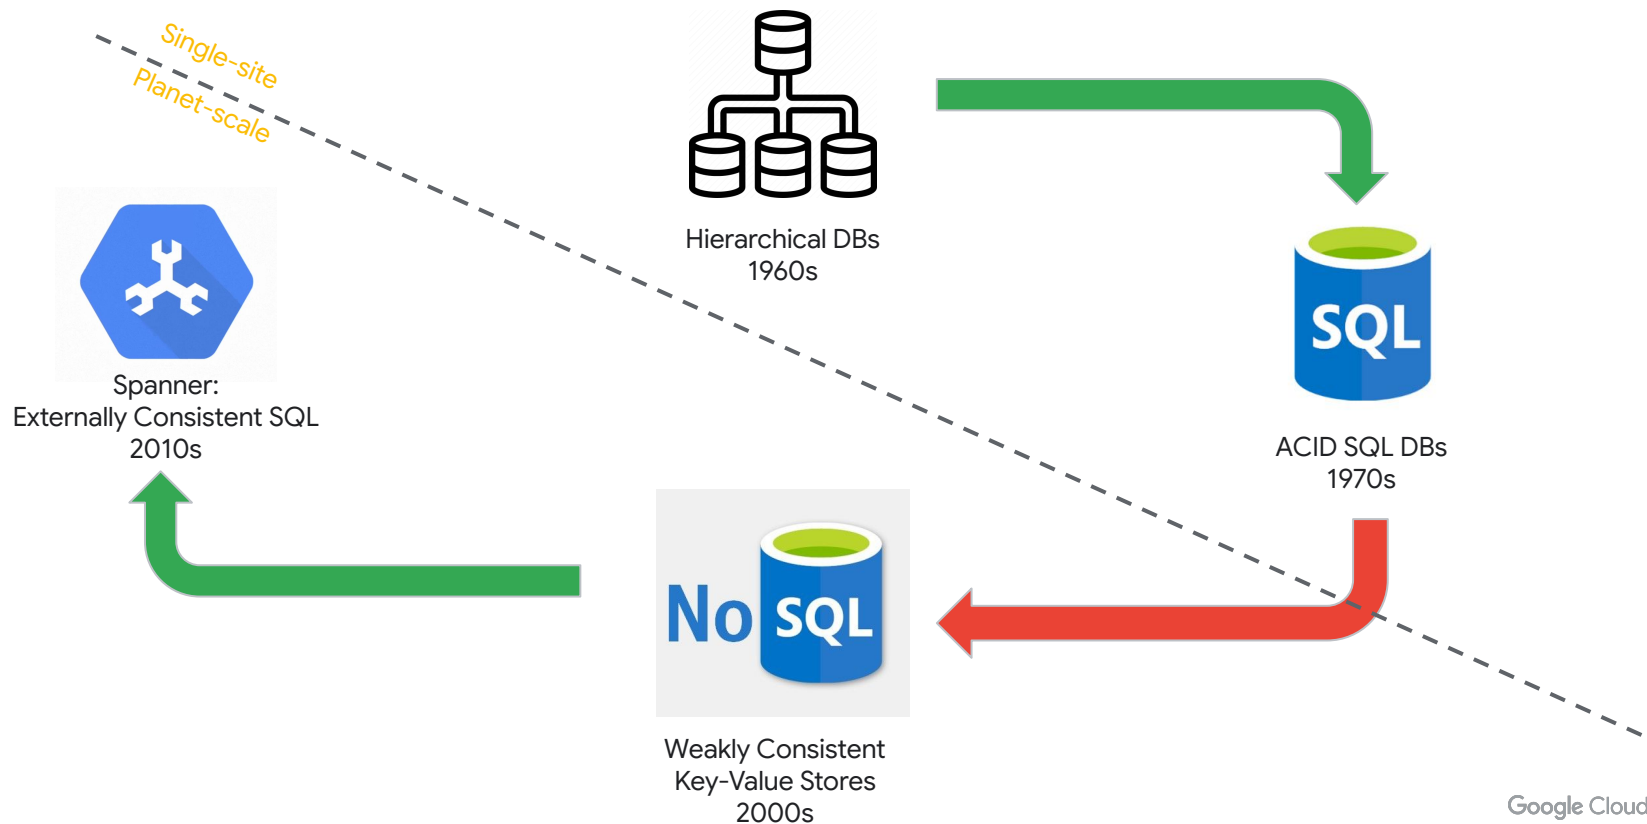 Single-site
Planet-scale
Hierarchical DBs
1960s
SQL
ACID SQL DBs
1970s
Spanner:
Externally Consistent SQL
2010s
No SQL
Weakly Consistent
Key-Value Stores
2000s
Google Cloud